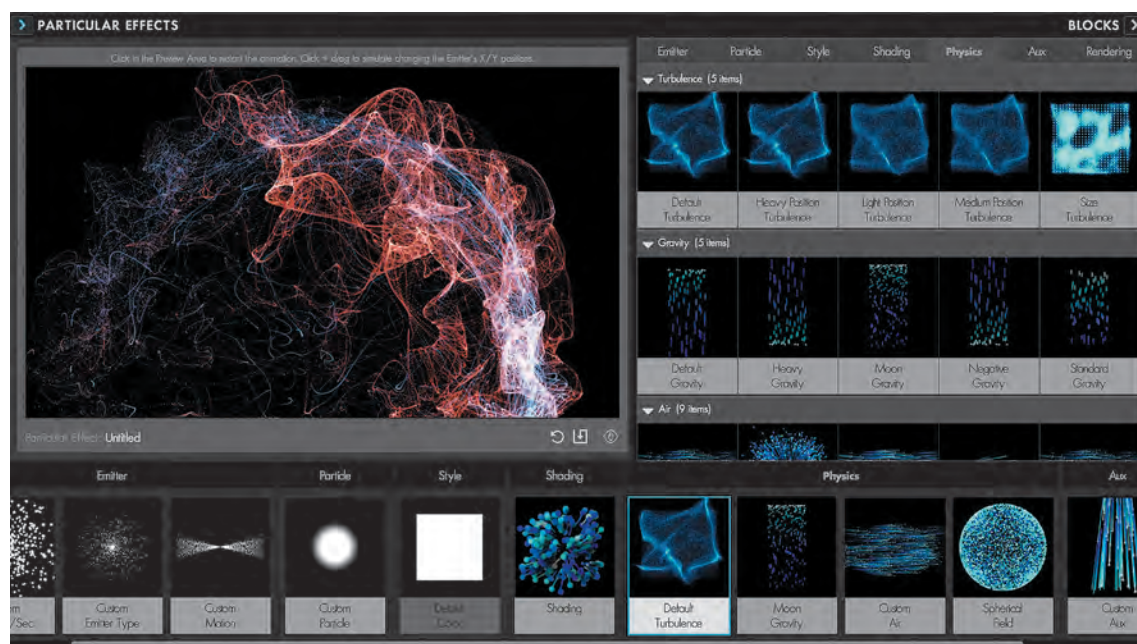 PARTICULAR EFFECTS
BLOCKS
Click in the Preview Area to restart the animation. Click + drag to simulate changing the Emitter's X/Y positions.
Emitter Particle Style Shading Physics Aux Rendering
Turbulence (5 items)
Default Turbulence
Heavy Position Turbulence
Light Position Turbulence
Medium Position Turbulence
Size Turbulence
Gravity (5 items)
Default Gravity
Heavy Gravity
Moon Gravity
Negative Gravity
Standard Gravity
Air (9 items)
Particular Effect: Untitled
Emitter Particle Style Shading Physics Aux
/Sec
Custom Emitter Type
Custom Motion
Custom Particle
Default
Shading
Default Turbulence
Moon Gravity
Custom Air
Spherical Field
Custom Aux